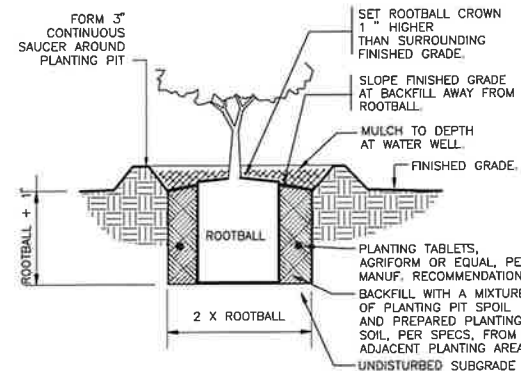 FORM 3"
CONTINUOUS
SAUCER AROUND
PLANTING PIT
SET ROOTBALL CROWN
1 " HIGHER
THAN SURROUNDING
FINISHED GRADE.
SLOPE FINISHED GRADE
AT BACKFILL AWAY FROM
ROOTBALL.
MULCH TO DEPTH
AT WATER WELL.
FINISHED GRADE.
ROOTBALL + 1"
ROOTBALL
2 X ROOTBALL
PLANTING TABLETS,
AGRIFORM OR EQUAL, PE
MANUF. RECOMMENDATION
BACKFILL WITH A MIXTURE
OF PLANTING PIT SPOIL
AND PREPARED PLANTING
SOIL, PER SPECS, FROM
ADJACENT PLANTING AREA
UNDISTURBED SUBGRADE